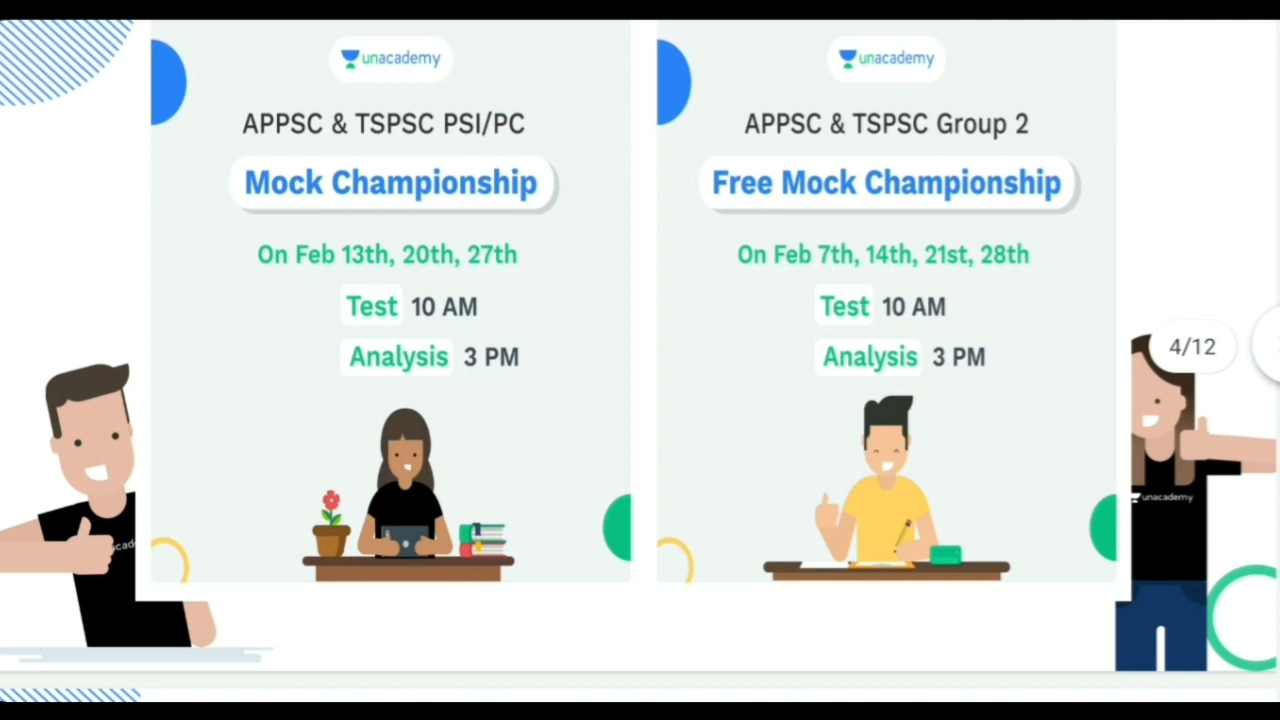 unacademy
APPSC & TSPSC PSI/PC
Mock Championship
On Feb 13th, 20th, 27th
Test 10 AM
Analysis 3 PM
unacademy
APPSC & TSPSC Group 2
Free Mock Championship
On Feb 7th, 14th, 21st, 28th
Test 10 AM
Analysis 3 PM
4/12
unacademy